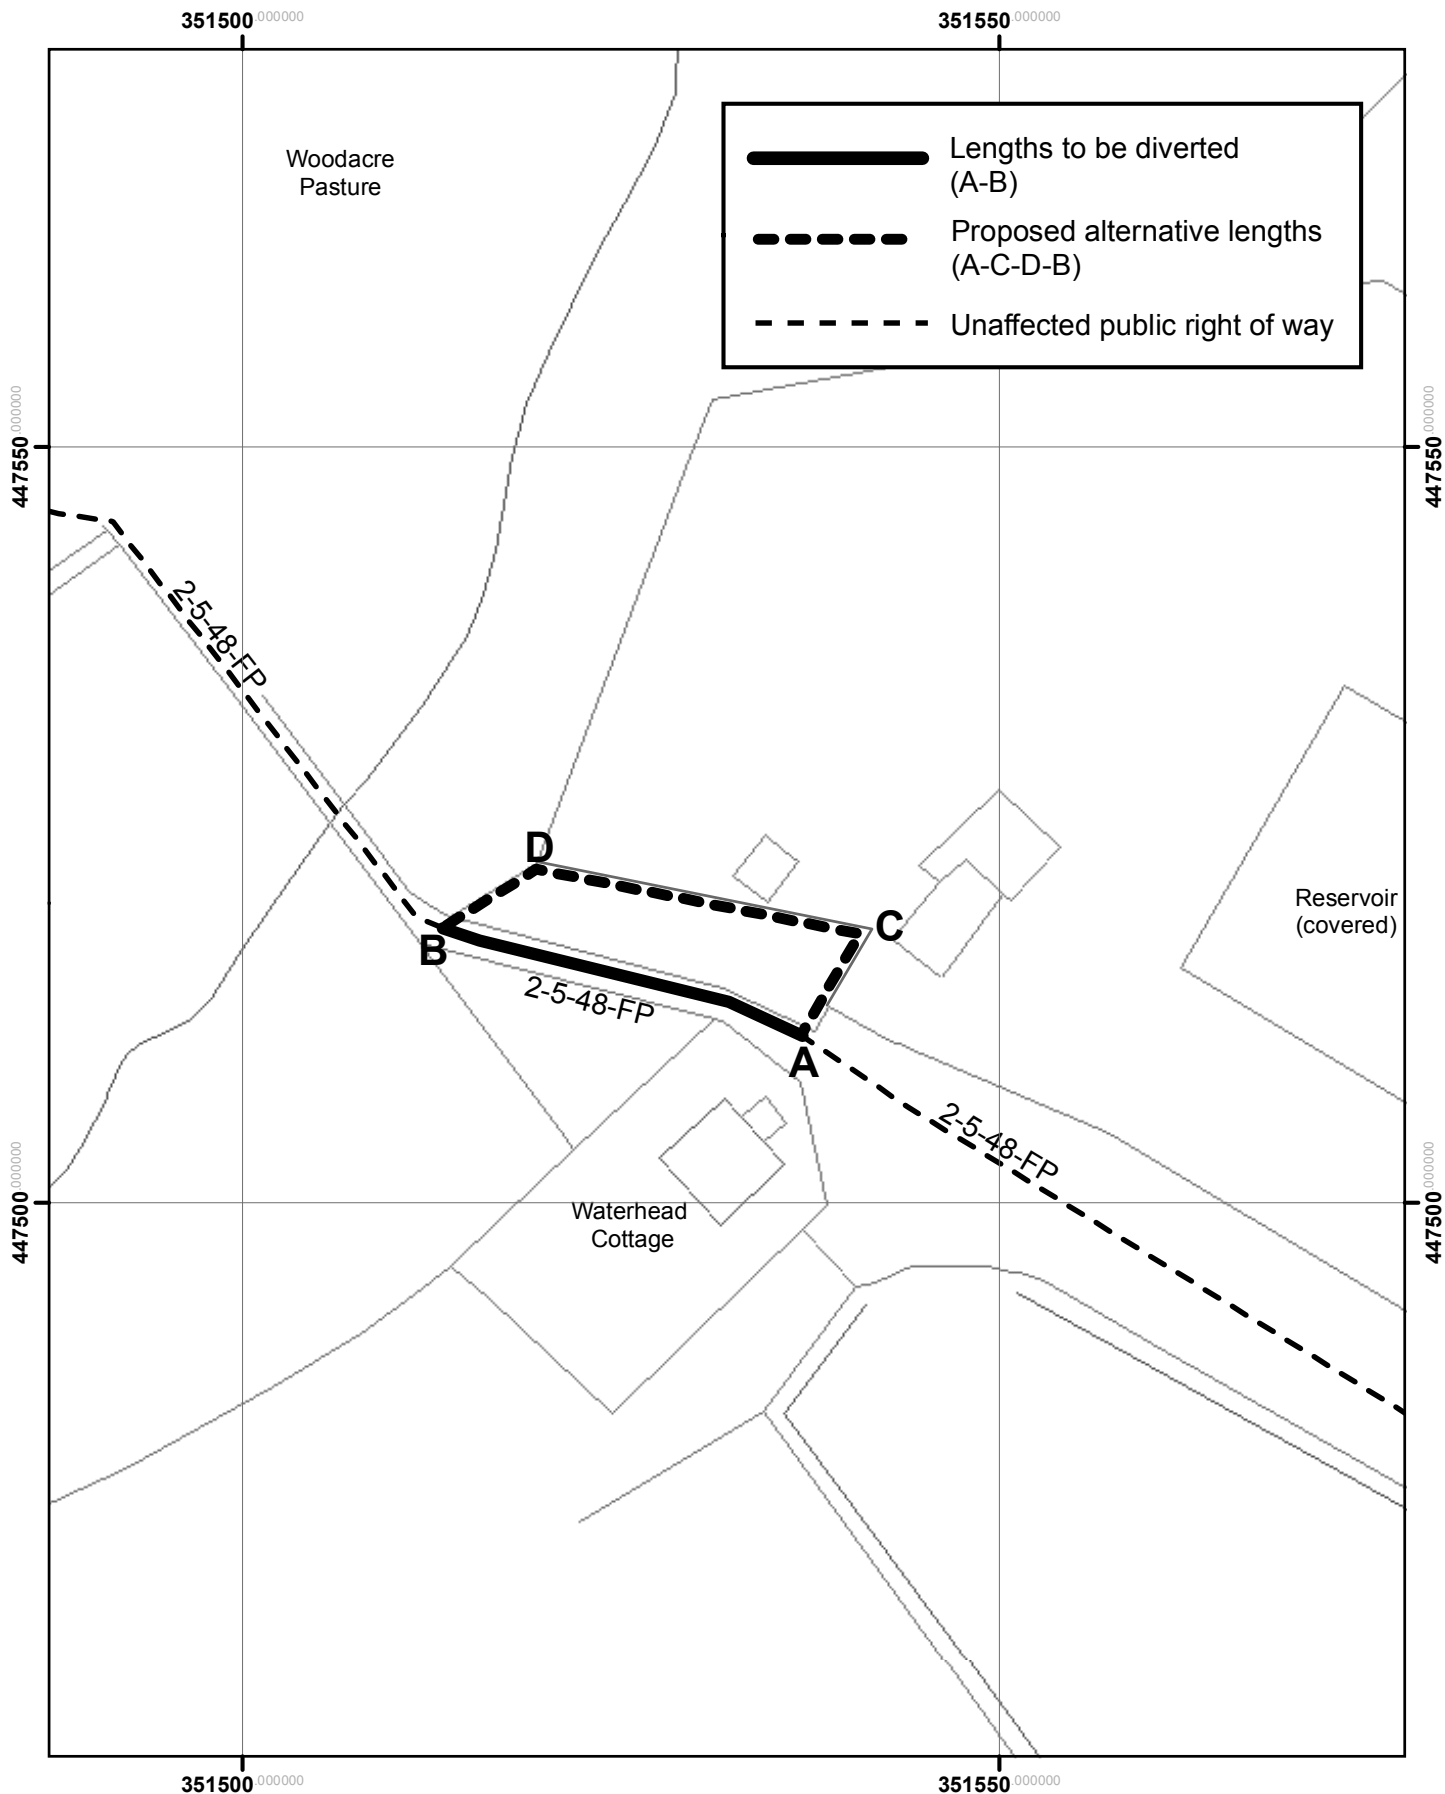 351500.000000
351550.000000
Woodacre
Pasture
Lengths to be diverted
(A-B)
Proposed alternative lengths
(A-C-D-B)
Unaffected public right of way
447550.000000
447550.000000
2-5-48-FP
D
C
B
Reservoir
(covered)
2-5-48-FP
A
2-5-48-FP
447500.000000
447500.000000
Waterhead
Cottage
351500.000000
351550.000000